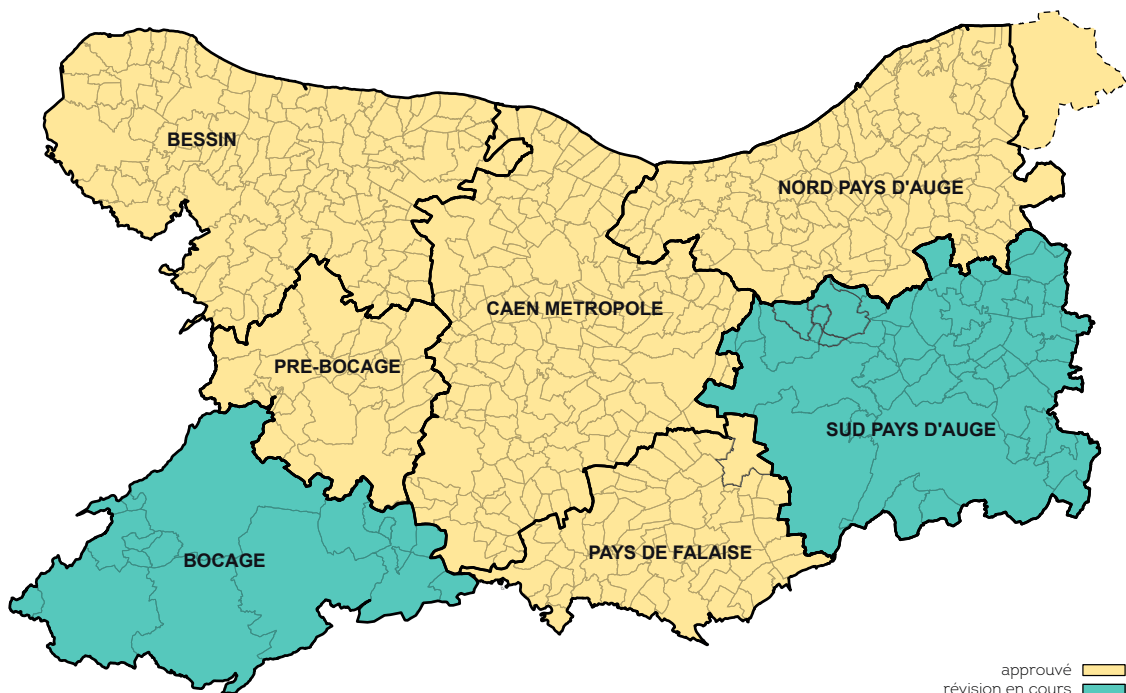 BESSIN
NORD PAYS D'AUGE
CAEN METROPOLE
PRE-BOCAGE
SUD PAYS D'AUGE
PAYS DE FALAISE
BOCAGE
approuvé
révision en cours